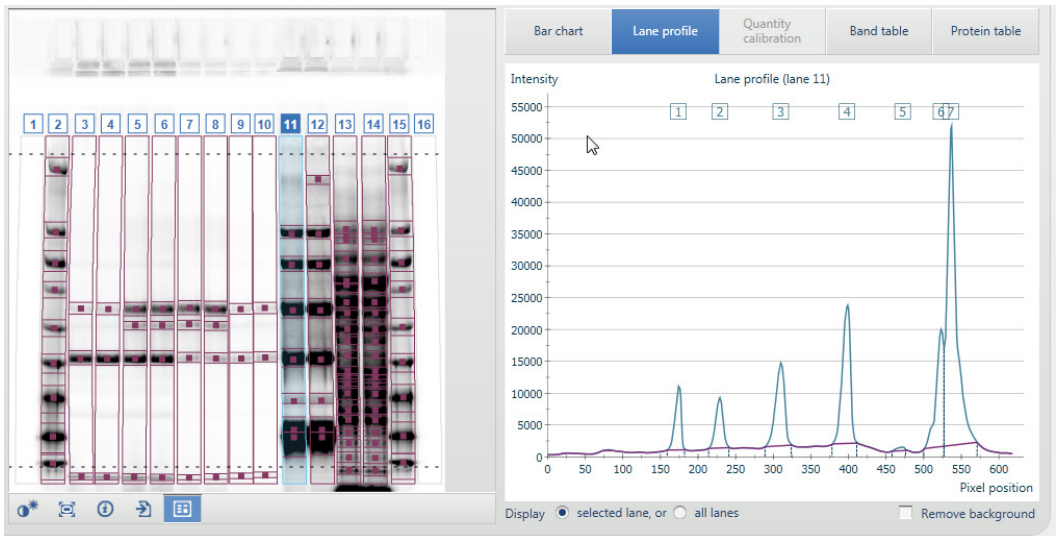 1 2 3 4 5 6 7 8 9 10 11 12 13 14 15 16
Bar chart
Lane profile
Quantity
calibration
Band table
Protein table
Intensity
Lane profile (lane 11)
1 2 3 4 5 6 7
55000
50000
45000
40000
35000
30000
25000
20000
15000
10000
5000
0
0 50 100 150 200 250 300 350 400 450 500 550 600
Pixel position
Display selected lane, or all lanes Remove background